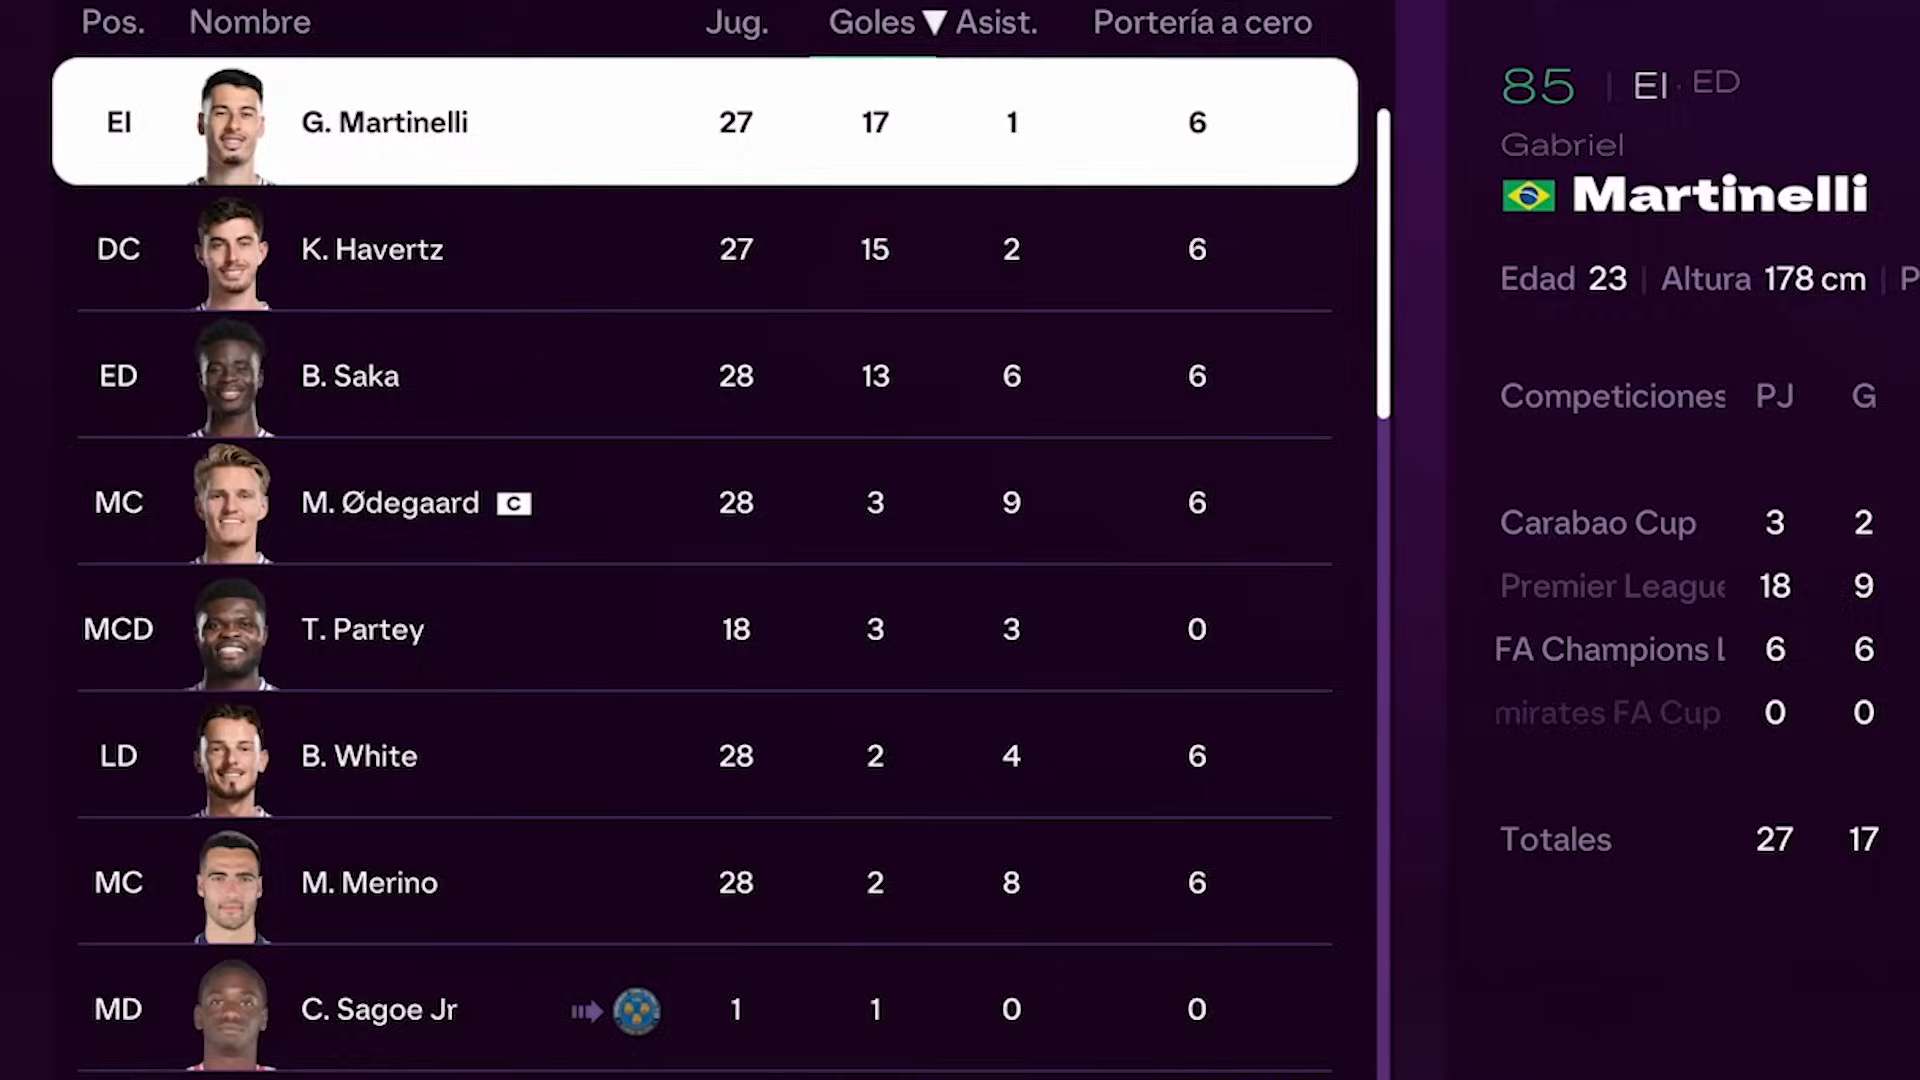 Pos. Nombre Jug. Goles ▼ Asist. Portería a cero
EI G. Martinelli 27 17 1 6
DC K. Havertz 27 15 2 6
ED B. Saka 28 13 6 6
MC M. Ødegaard C 28 3 9 6
MCD T. Partey 18 3 3 0
LD B. White 28 2 4 6
MC M. Merino 28 2 8 6
MD C. Sagoe Jr 1 1 0 0
85 | EI · ED
Gabriel
Martinelli
Edad 23 | Altura 178 cm | P
Competiciones PJ G
Carabao Cup 3 2
Premier League 18 9
FA Champions L 6 6
mirates FA Cup 0 0
Totales 27 17